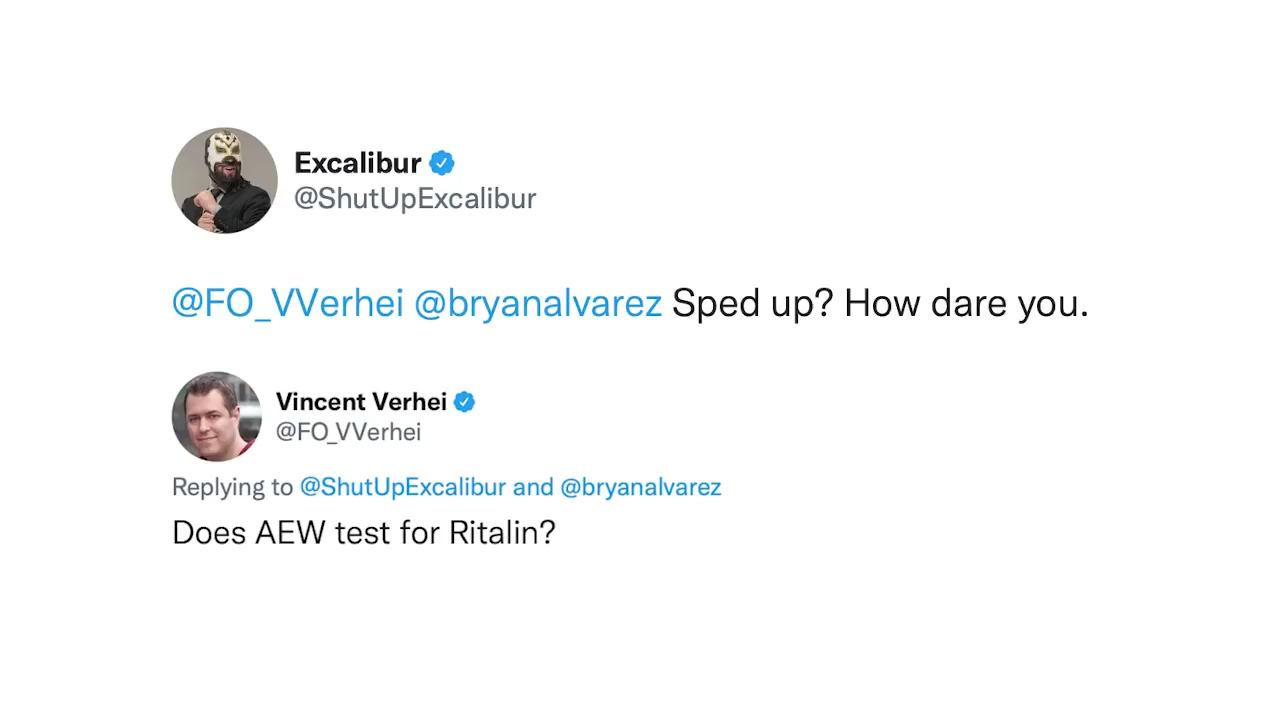 Excalibur
@ShutUpExcalibur
@FO_VVerhei @bryanalvarez Sped up? How dare you.
Vincent Verhei
@FO_VVerhei
Replying to @ShutUpExcalibur and @bryanalvarez
Does AEW test for Ritalin?